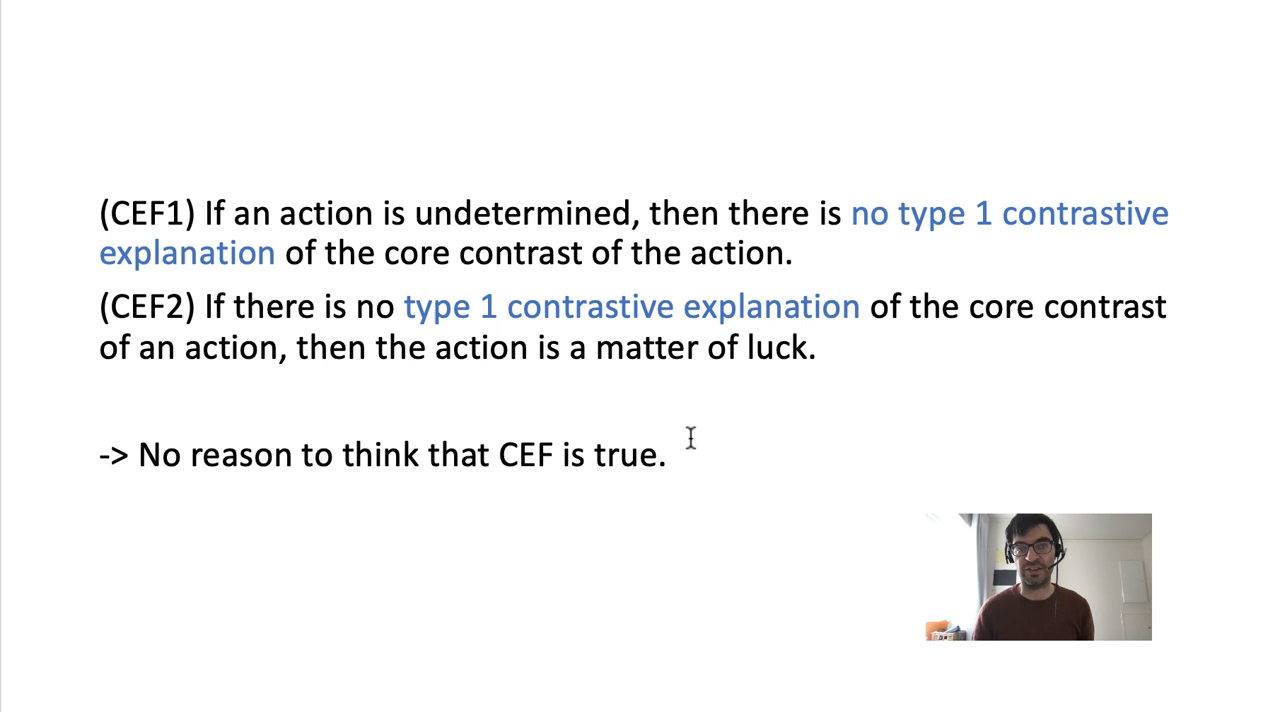 (CEF1) If an action is undetermined, then there is no type 1 contrastive
explanation of the core contrast of the action.
(CEF2) If there is no type 1 contrastive explanation of the core contrast
of an action, then the action is a matter of luck.
-> No reason to think that CEF is true.